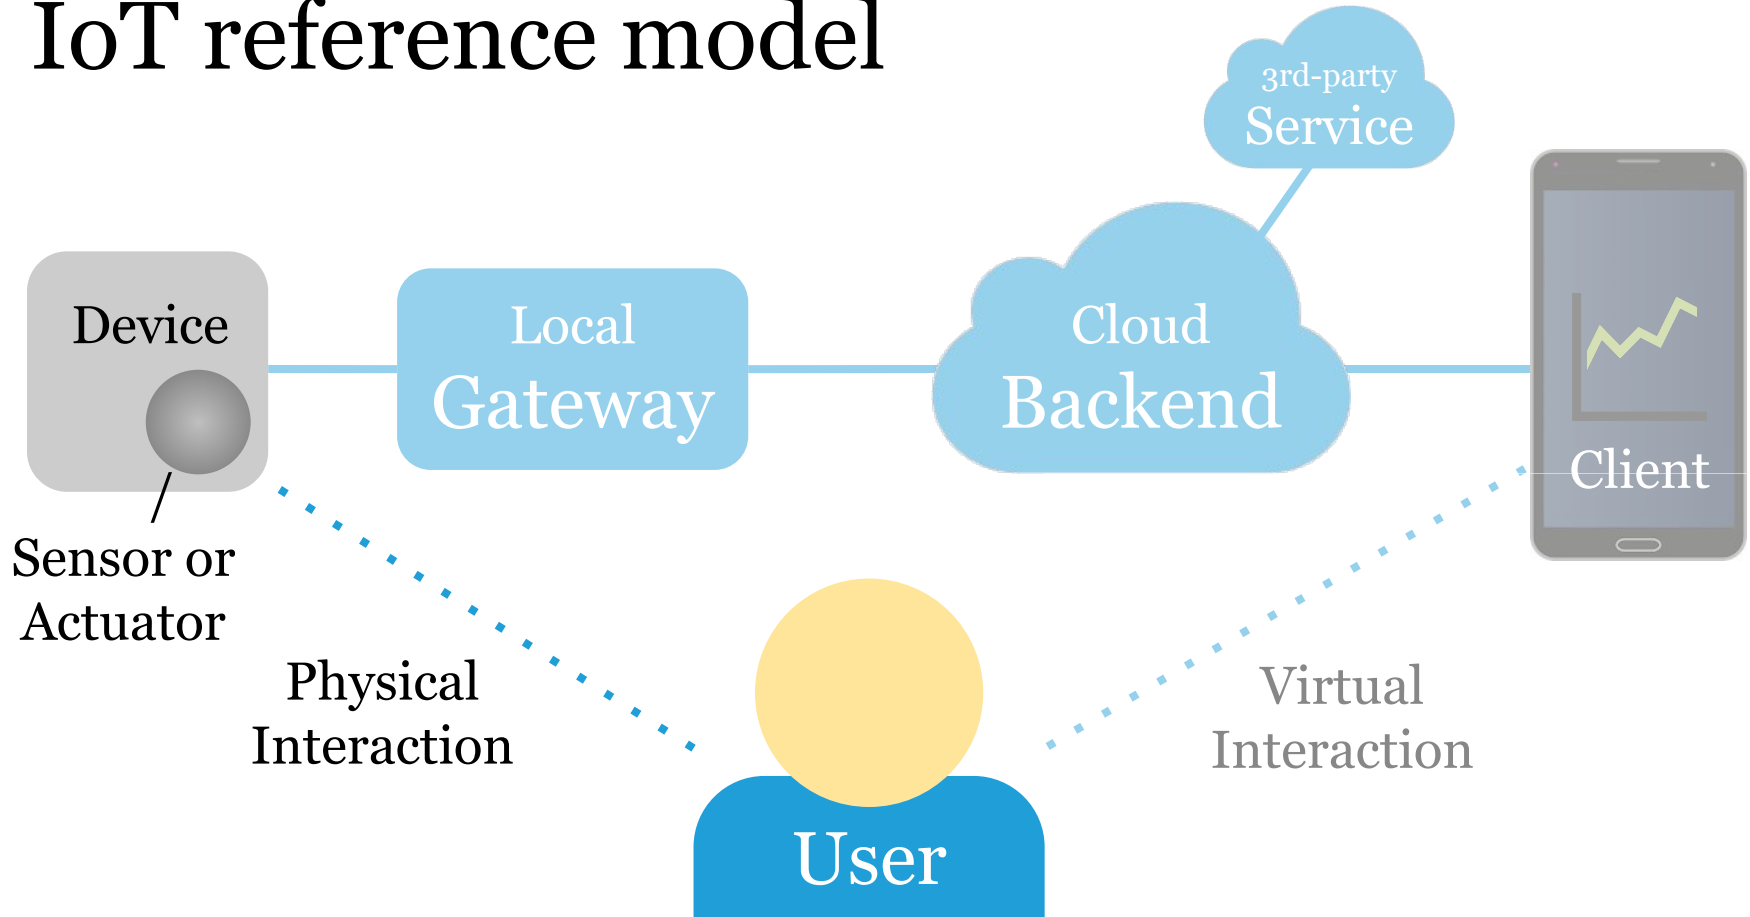 IoT reference model
3rd-party
Service
Device
Local
Gateway
Cloud
Backend
Client
Sensor or
Actuator
Physical
Interaction
Virtual
Interaction
User